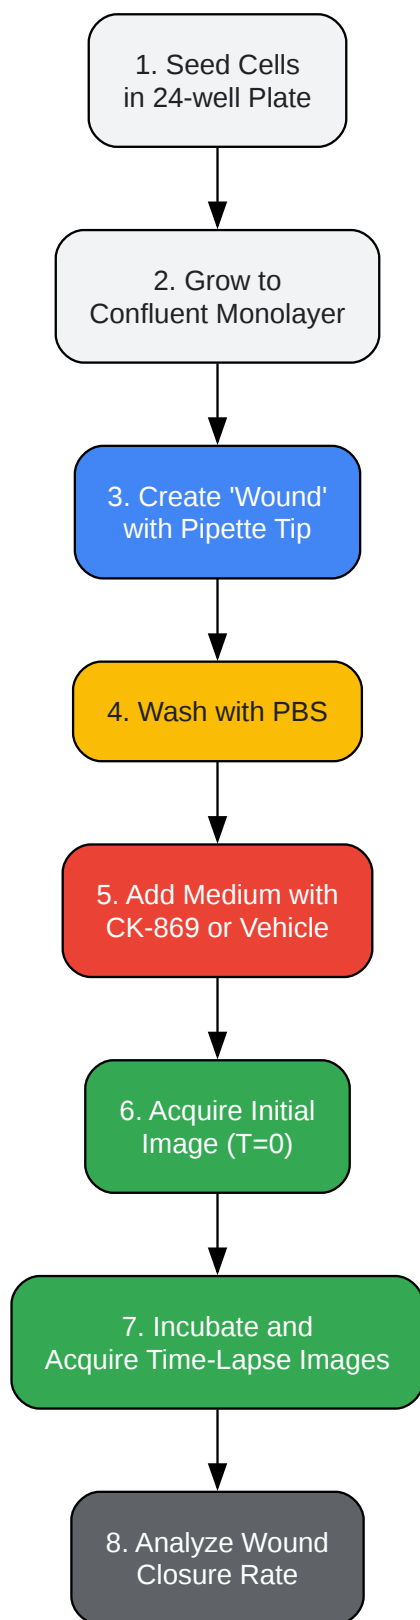 1. Seed Cells
in 24-well Plate
2. Grow to
Confluent Monolayer
3. Create 'Wound'
with Pipette Tip
4. Wash with PBS
5. Add Medium with
CK-869 or Vehicle
6. Acquire Initial
Image (T=0)
7. Incubate and
Acquire Time-Lapse Images
8. Analyze Wound
Closure Rate